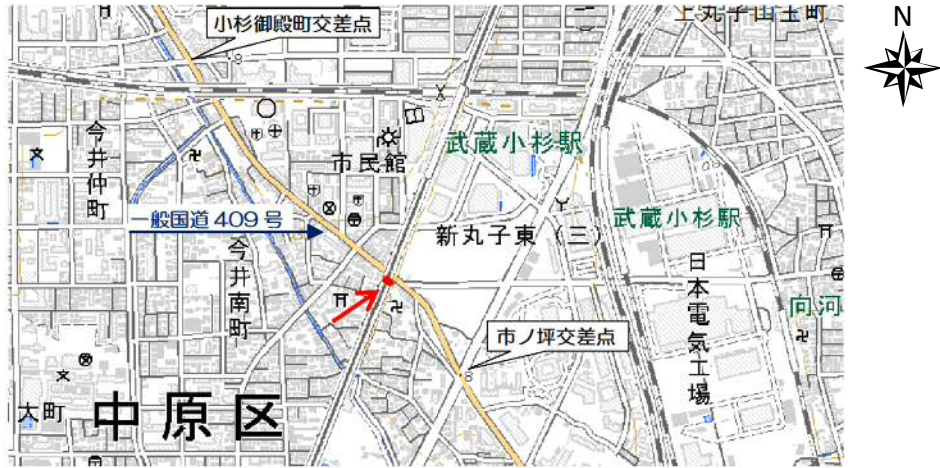 小杉御殿町交差点
上丸子山王町
N
今井仲町
市民館
武蔵小杉駅
一般国道409号
新丸子東(三)
武蔵小杉駅
今井南町
日本電気工場
向河
市ノ坪交差点
大町
中原区